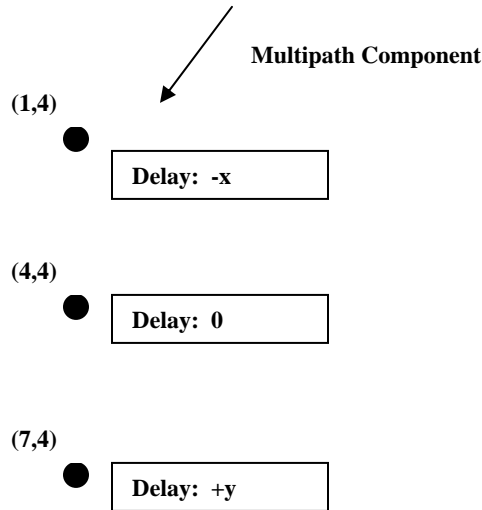 Multipath Component
(1,4)
Delay: -x
(4,4)
Delay: 0
(7,4)
Delay: +y